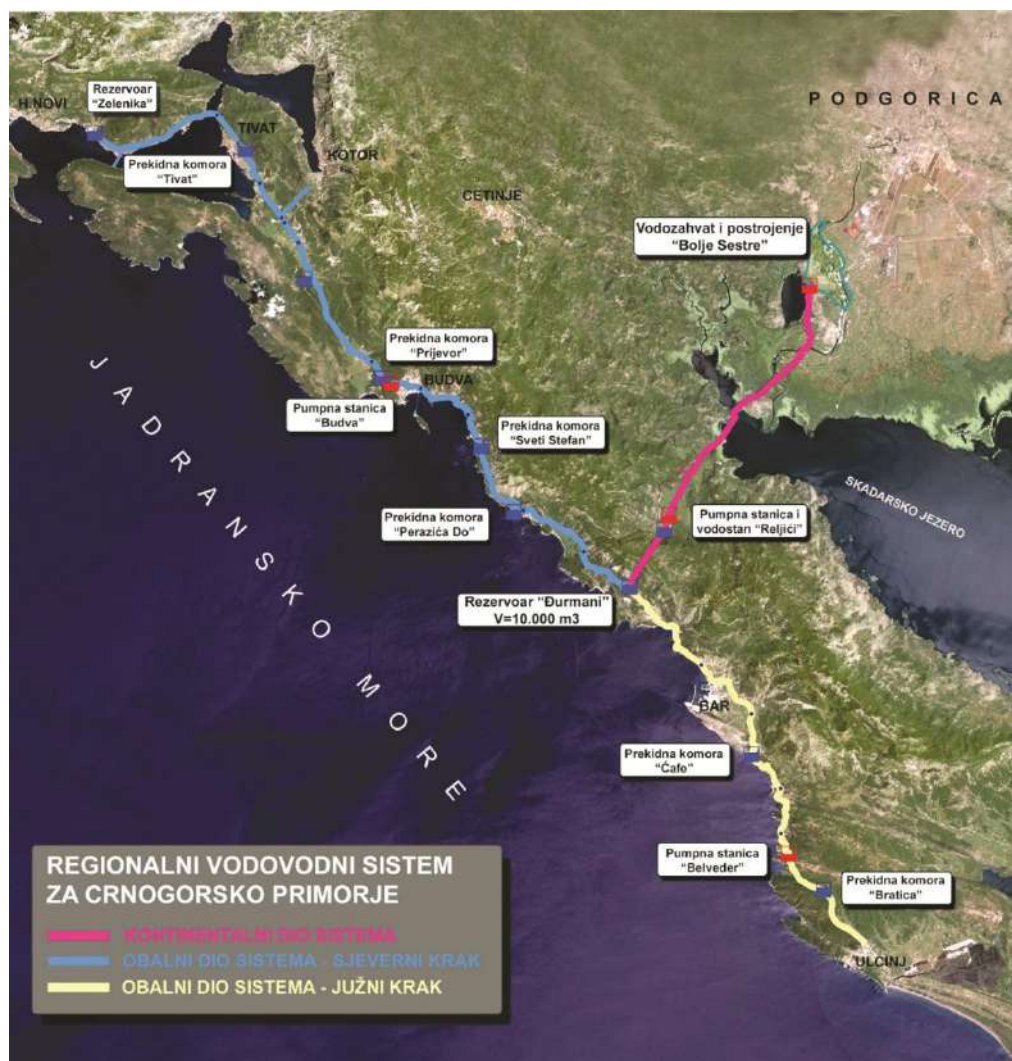 Rezervoar
"Zelenika"
H.NOVI
PODGORICA
TIVAT
Prekidna komora
"Tivat"
KOTOR
CETINJE
Vodozahvat i postrojenje
"Bolje Sestre"
Prekidna komora
"Prijevor"
BUDVA
Pumpna stanica
"Budva"
Prekidna komora
"Sveti Stefan"
JADRANSKO MORE
SKADARSKO JEZERO
Prekidna komora
"Perazića Do"
Pumpna stanica i
vodostan "Reljići"
Rezervoar "Đurmani"
V=10.000 m3
BAR
Prekidna komora
"Ćafe"
Pumpna stanica
"Belveder"
Prekidna komora
"Bratica"
ULCINJ
REGIONALNI VODOVODNI SISTEM
ZA CRNOGORSKO PRIMORJE
KONTINENTALNI DIO SISTEMA
OBALNI DIO SISTEMA - SJEVERNI KRAK
OBALNI DIO SISTEMA - JUŽNI KRAK